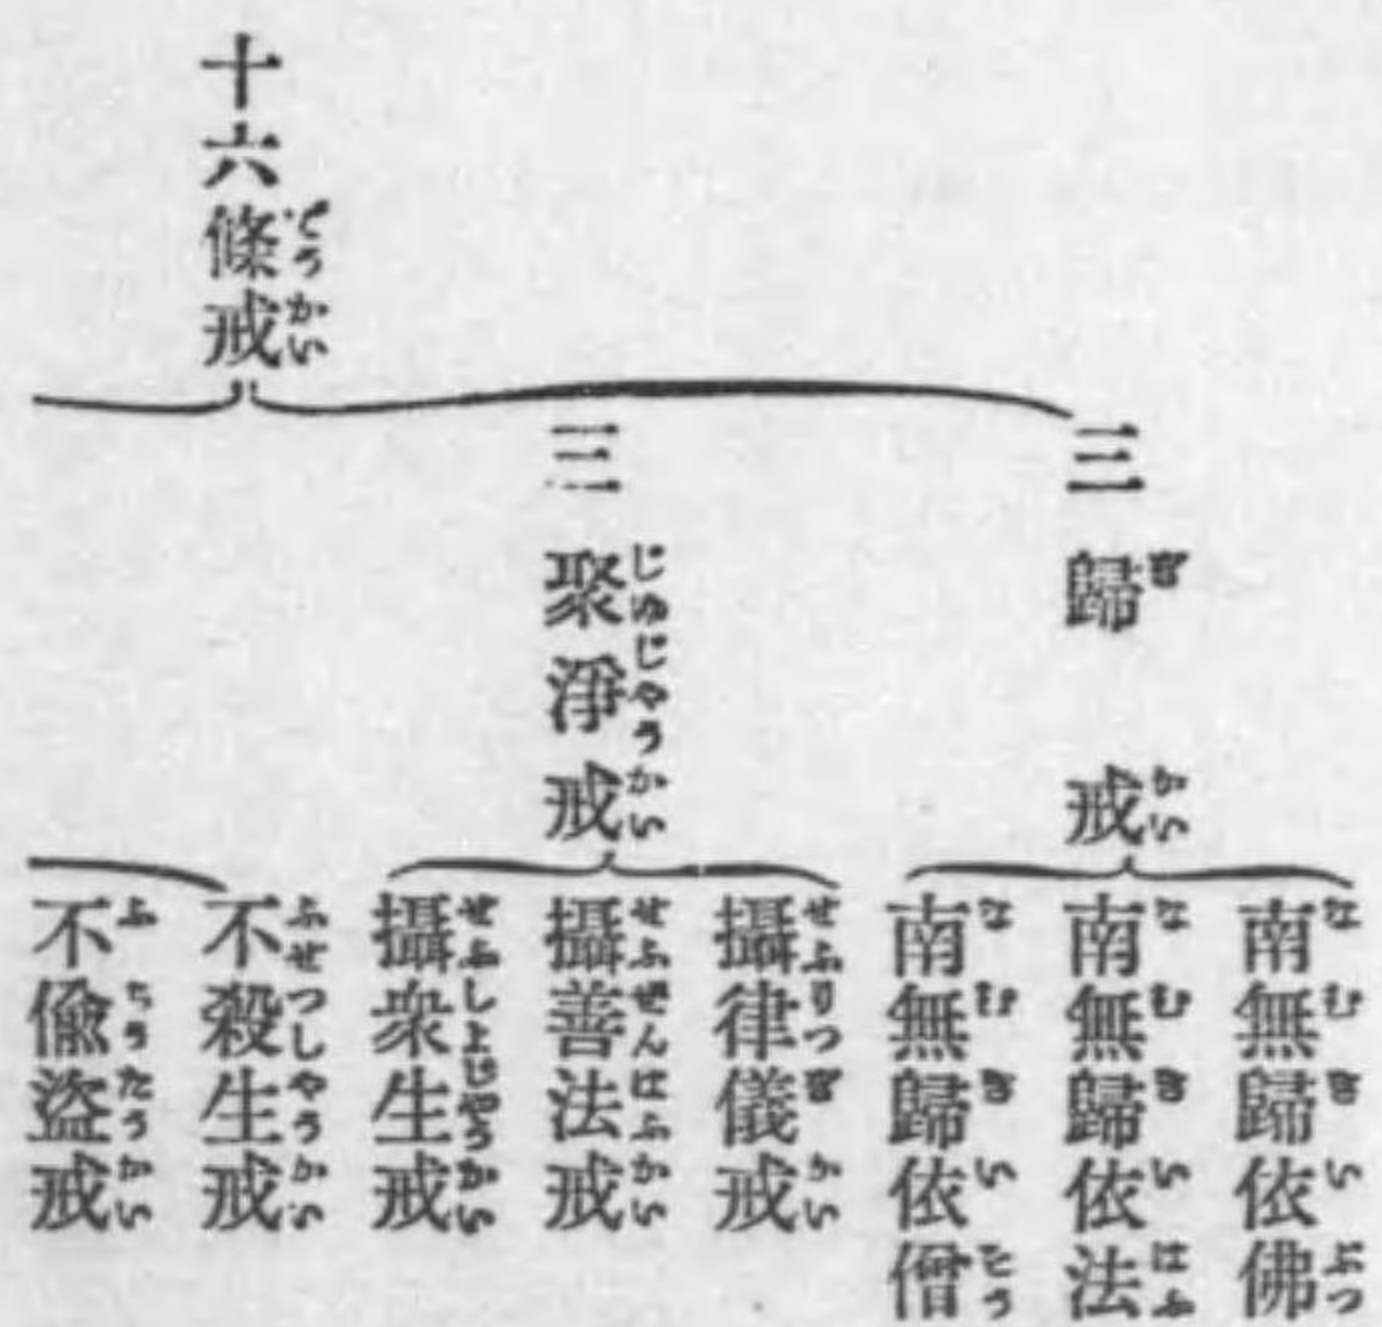 十六條戒
三歸戒
南無歸依佛
南無歸依法
南無歸依僧
三聚淨戒
攝律儀戒
攝善法戒
攝衆生戒
不殺生戒
不偸盜戒